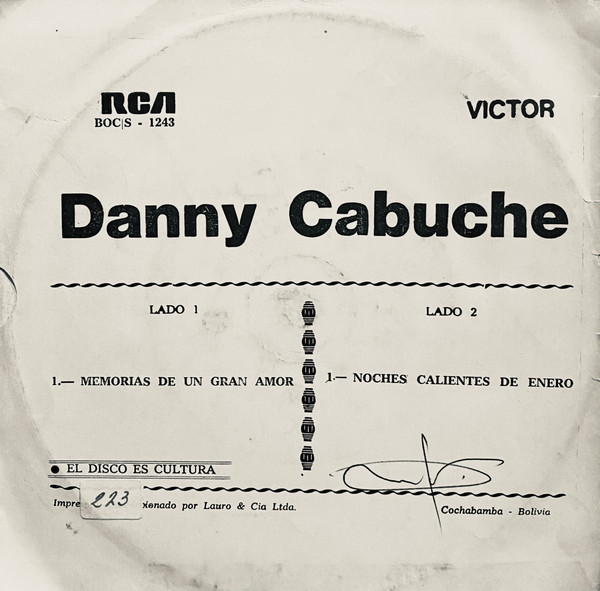 RCA
BOC|S - 1243
VICTOR
Danny Cabuche
LADO 1
LADO 2
1.— MEMORIAS DE UN GRAN AMOR
1.— NOCHES CALIENTES DE ENERO
EL DISCO ES CULTURA
223
por Lauro & Cia Ltda.
Cochabamba - Bolivia